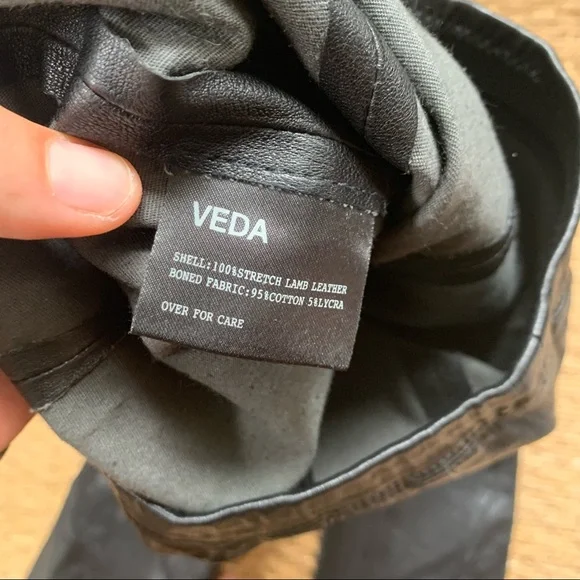 VEDA
SHELL:100%STRETCH LAMB LEATHER
BONED FABRIC:95%COTTON 5%LYCRA
OVER FOR CARE